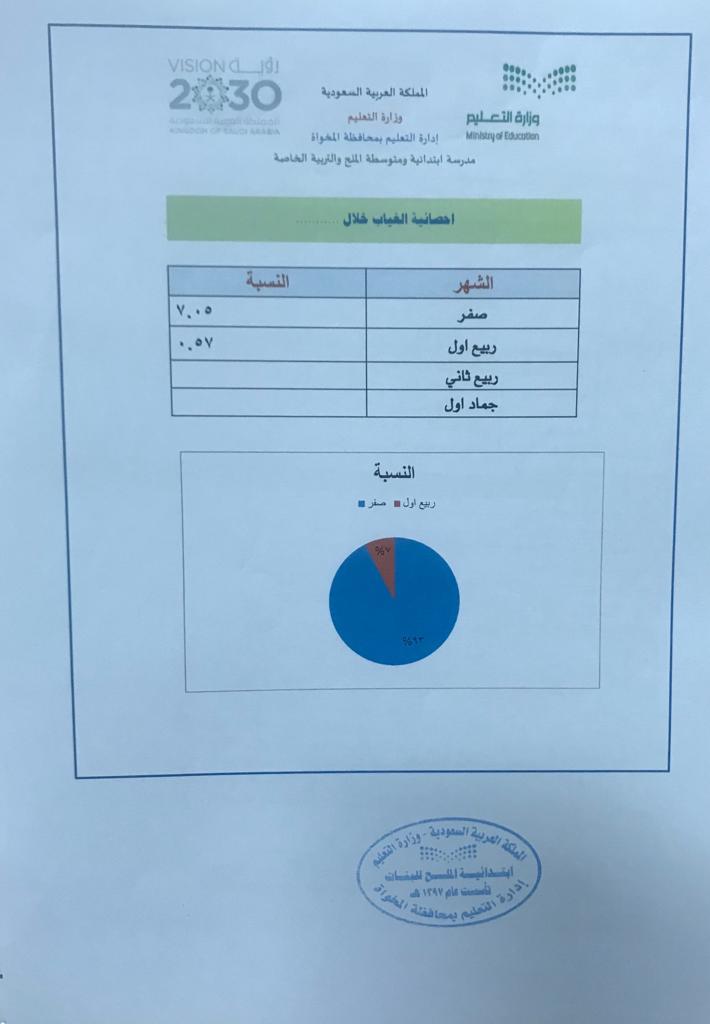 VISION رؤيـــة
2030
المملكة العربية السعودية
KINGDOM OF SAUDI ARABIA
وزارة التعـــليم
Ministry of Education
المملكة العربية السعودية
وزارة التعليم
إدارة التعليم بمحافظة المخواة
مدرسة ابتدائية ومتوسطة الملح والتربية الخاصة
احصائية الغياب خلال ...........
الشهر النسبة
صفر ٧.٠٥
ربيع اول ٠.٥٧
ربيع ثاني
جماد اول
النسبة
ربيع اول صفر
%٧
%٩٣
المملكة العربية السعودية - وزارة التعليم
ابتدائية الملح للبنات
تأسست عام ١٣٩٧ هـ
إدارة التعليم بمحافظة المخواة